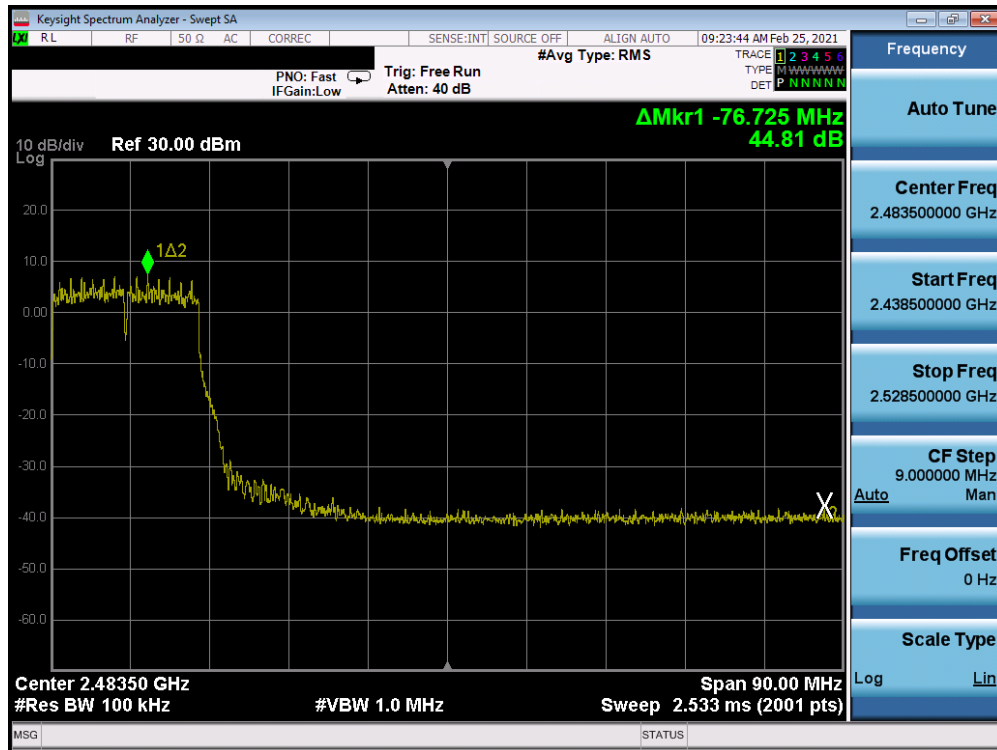 Keysight Spectrum Analyzer - Swept SA
LXI RL RF 50 Ω AC CORREC SENSE:INT SOURCE OFF ALIGN AUTO 09:23:44 AM Feb 25, 2021
PNO: Fast
IFGain:Low
Trig: Free Run
Atten: 40 dB
#Avg Type: RMS
TRACE 1 2 3 4 5 6
TYPE M WWWWW
DET P N N N N N
ΔMkr1 -76.725 MHz
44.81 dB
10 dB/div Ref 30.00 dBm
Log
20.0
10.0
0.00
-10.0
-20.0
-30.0
-40.0
-50.0
-60.0
1Δ2
X2
Center 2.48350 GHz
Span 90.00 MHz
#Res BW 100 kHz
#VBW 1.0 MHz
Sweep 2.533 ms (2001 pts)
MSG
STATUS
Frequency
Auto Tune
Center Freq
2.483500000 GHz
Start Freq
2.438500000 GHz
Stop Freq
2.528500000 GHz
CF Step
9.000000 MHz
Auto Man
Freq Offset
0 Hz
Scale Type
Log Lin